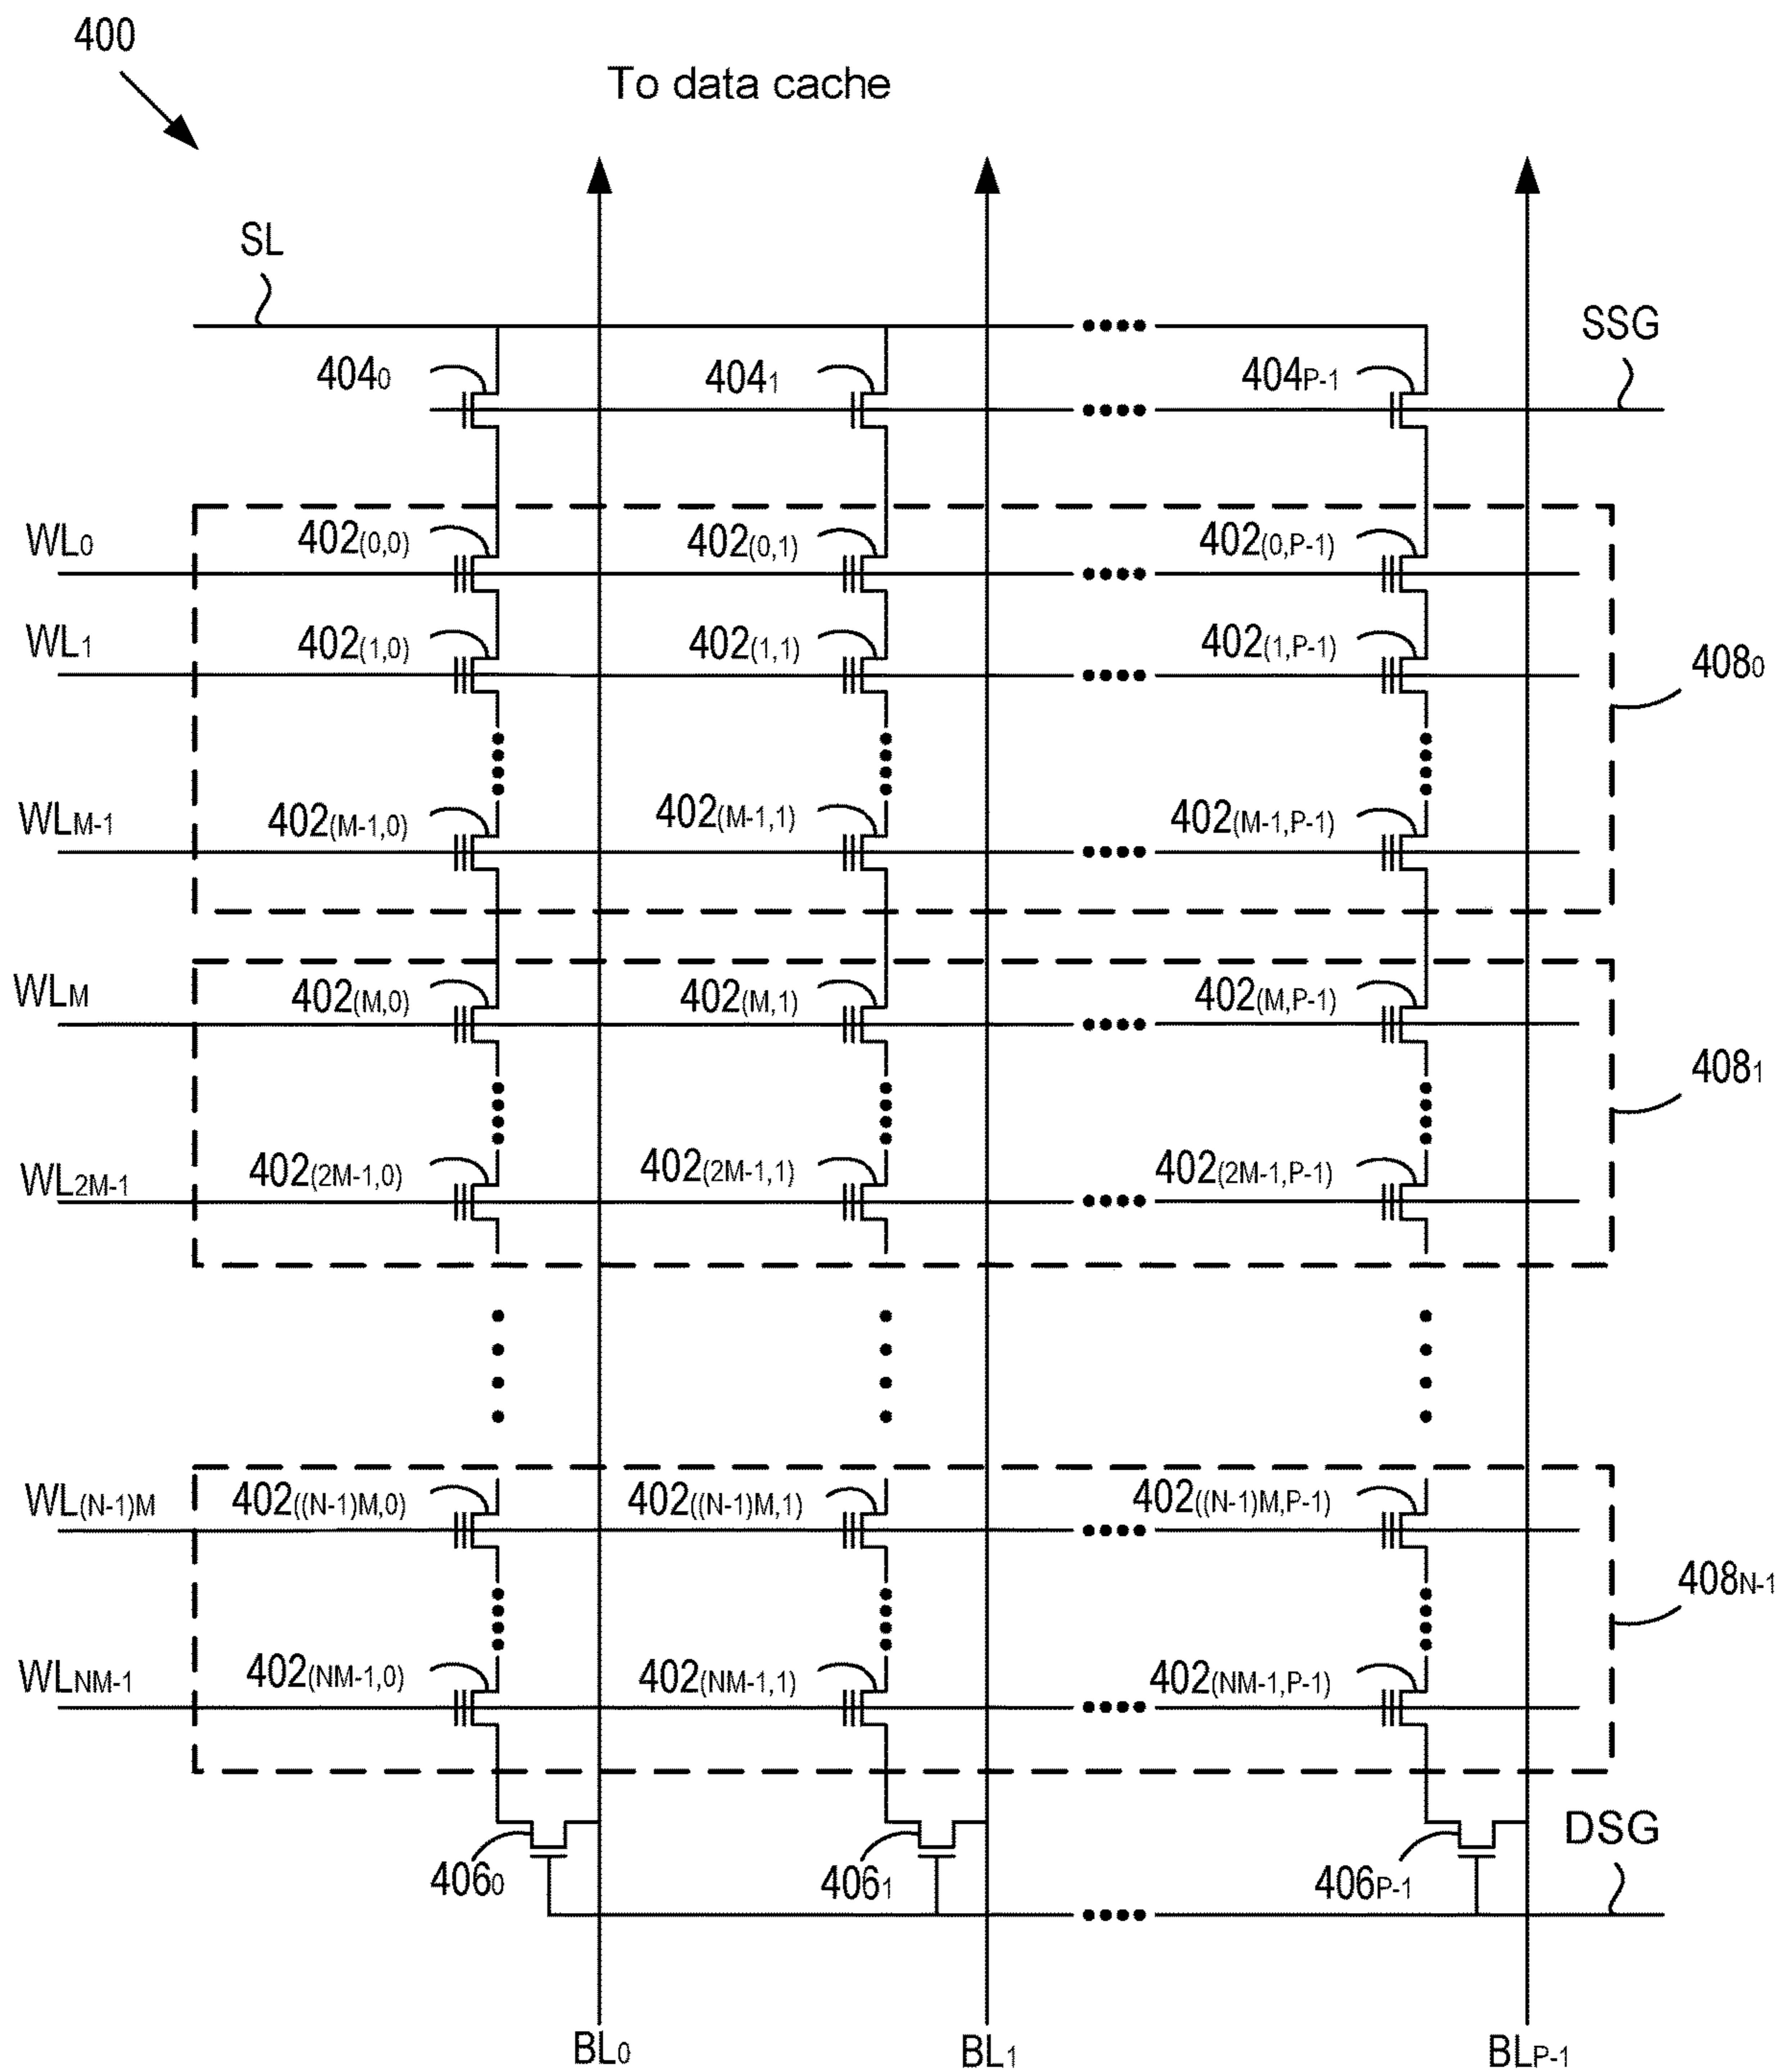 400
To data cache
SL
SSG
404₀ 404₁ 404P-1
WL₀ 402(0,0) 402(0,1) 402(0,P-1)
WL₁ 402(1,0) 402(1,1) 402(1,P-1)
408₀
WLM-1 402(M-1,0) 402(M-1,1) 402(M-1,P-1)
WLM 402(M,0) 402(M,1) 402(M,P-1)
408₁
WL2M-1 402(2M-1,0) 402(2M-1,1) 402(2M-1,P-1)
WL(N-1)M 402((N-1)M,0) 402((N-1)M,1) 402((N-1)M,P-1)
408N-1
WLNM-1 402(NM-1,0) 402(NM-1,1) 402(NM-1,P-1)
DSG
406₀ 406₁ 406P-1
BL₀ BL₁ BLP-1